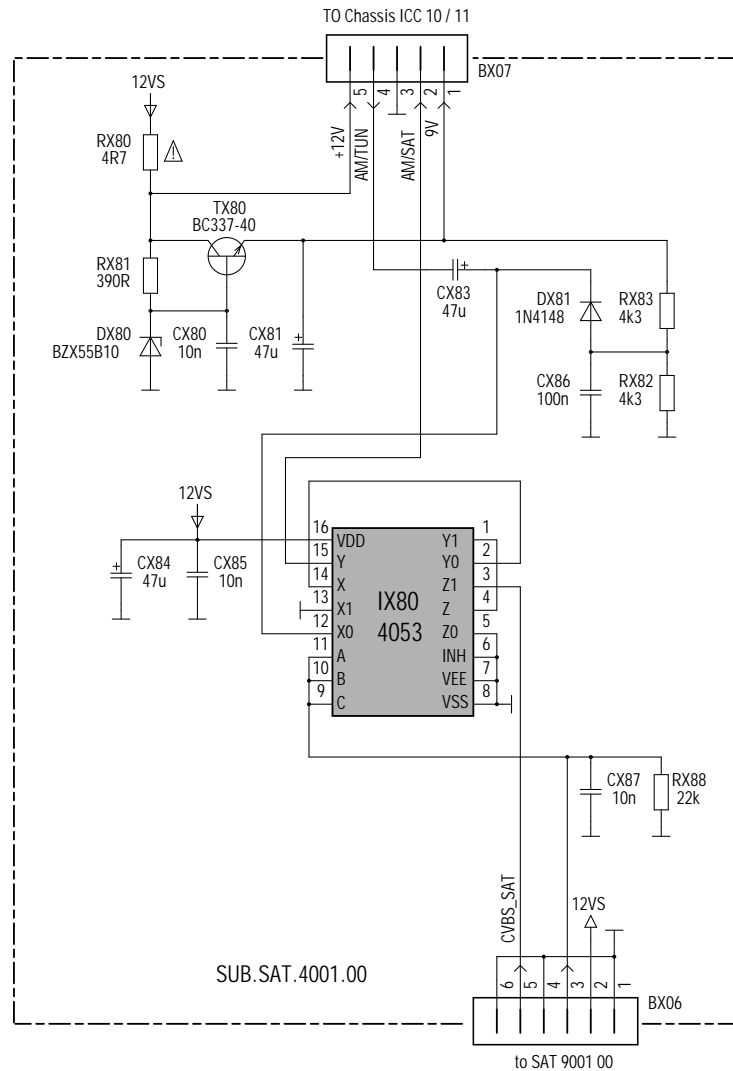 TO Chassis ICC 10 / 11
BX07
5 4 3 2 1
+12V
AM/TUN
AM/SAT
9V
12VS
RX80
4R7
TX80
BC337-40
RX81
390R
DX80
BZX55B10
CX80
10n
CX81
47u
CX83
47u
DX81
1N4148
RX83
4k3
CX86
100n
RX82
4k3
12VS
CX84
47u
CX85
10n
16 VDD Y1 1
15 Y Y0 2
14 X Z1 3
13 X1 Z 4
12 X0 Z0 5
11 A INH 6
10 B VEE 7
9 C VSS 8
IX80
4053
CX87
10n
RX88
22k
CVBS_SAT
12VS
SUB.SAT.4001.00
6 5 4 3 2 1
BX06
to SAT 9001 00